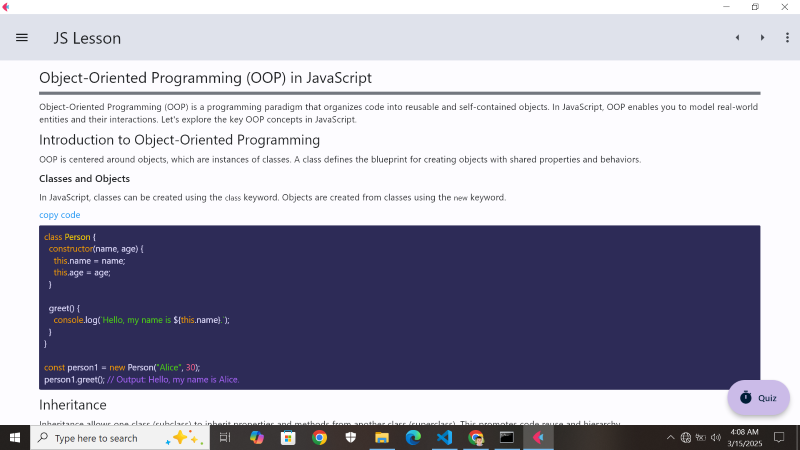 JS Lesson
Object-Oriented Programming (OOP) in JavaScript
Object-Oriented Programming (OOP) is a programming paradigm that organizes code into reusable and self-contained objects. In JavaScript, OOP enables you to model real-world
entities and their interactions. Let's explore the key OOP concepts in JavaScript.
Introduction to Object-Oriented Programming
OOP is centered around objects, which are instances of classes. A class defines the blueprint for creating objects with shared properties and behaviors.
Classes and Objects
In JavaScript, classes can be created using the class keyword. Objects are created from classes using the new keyword.
copy code
class Person {
constructor(name, age) {
this.name = name;
this.age = age;
}
greet() {
console.log(`Hello, my name is ${this.name}.`);
}
}
const person1 = new Person("Alice", 30);
person1.greet(); // Output: Hello, my name is Alice.
Quiz
Inheritance
Inheritance allows one class (subclass) to inherit properties and methods from another class (superclass). This promotes code reuse and hierarchy.
Type here to search
4:08 AM
3/15/2025